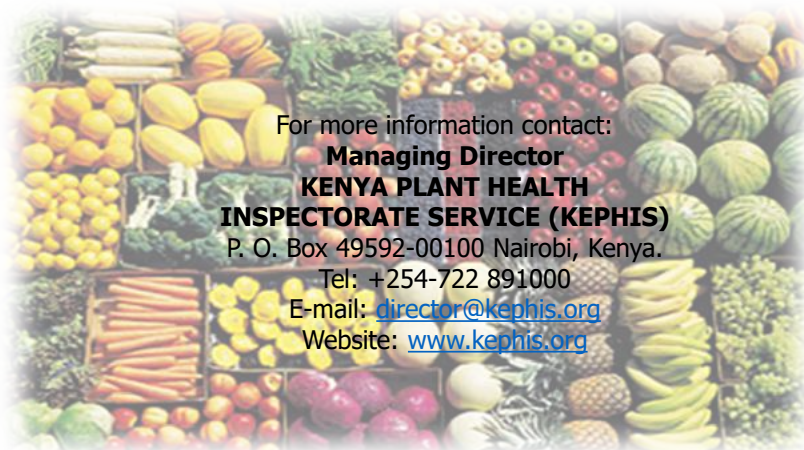 For more information contact:
Managing Director
KENYA PLANT HEALTH
INSPECTORATE SERVICE (KEPHIS)
P. O. Box 49592-00100 Nairobi, Kenya.
Tel: +254-722 891000
E-mail: director@kephis.org
Website: www.kephis.org